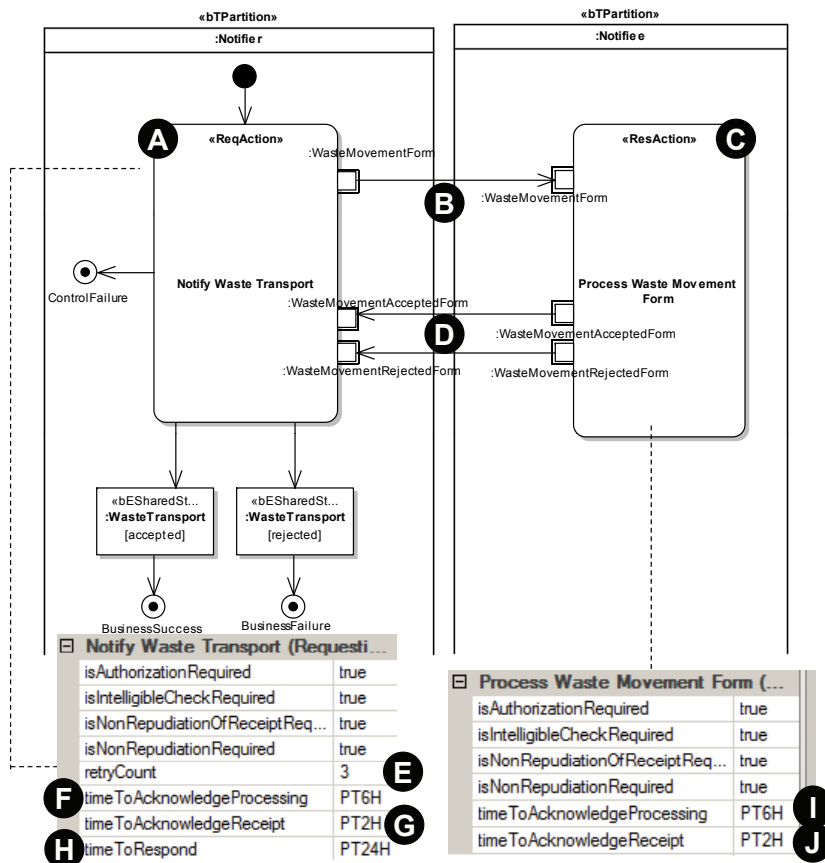 «bTPartition»
:Notifier
«bTPartition»
:Notifiee
A
«ReqAction»
:WasteMovementForm
B
:WasteMovementForm
«ResAction»
C
ControlFailure
Notify Waste Transport
Process Waste Movement
Form
:WasteMovementAcceptedForm
D
:WasteMovementAcceptedForm
:WasteMovementRejectedForm
:WasteMovementRejectedForm
«bESharedSt...
:WasteTransport
[accepted]
«bESharedSt...
:WasteTransport
[rejected]
BusinessSuccess
BusinessFailure
Notify Waste Transport (Requesti...
isAuthorizationRequired true
isIntelligibleCheckRequired true
isNonRepudiationOfReceiptReq... true
isNonRepudiationRequired true
retryCount 3 E
F timeToAcknowledgeProcessing PT6H
timeToAcknowledgeReceipt PT2H G
H timeToRespond PT24H
Process Waste Movement Form (...
isAuthorizationRequired true
isIntelligibleCheckRequired true
isNonRepudiationOfReceiptReq... true
isNonRepudiationRequired true
timeToAcknowledgeProcessing PT6H I
timeToAcknowledgeReceipt PT2H J